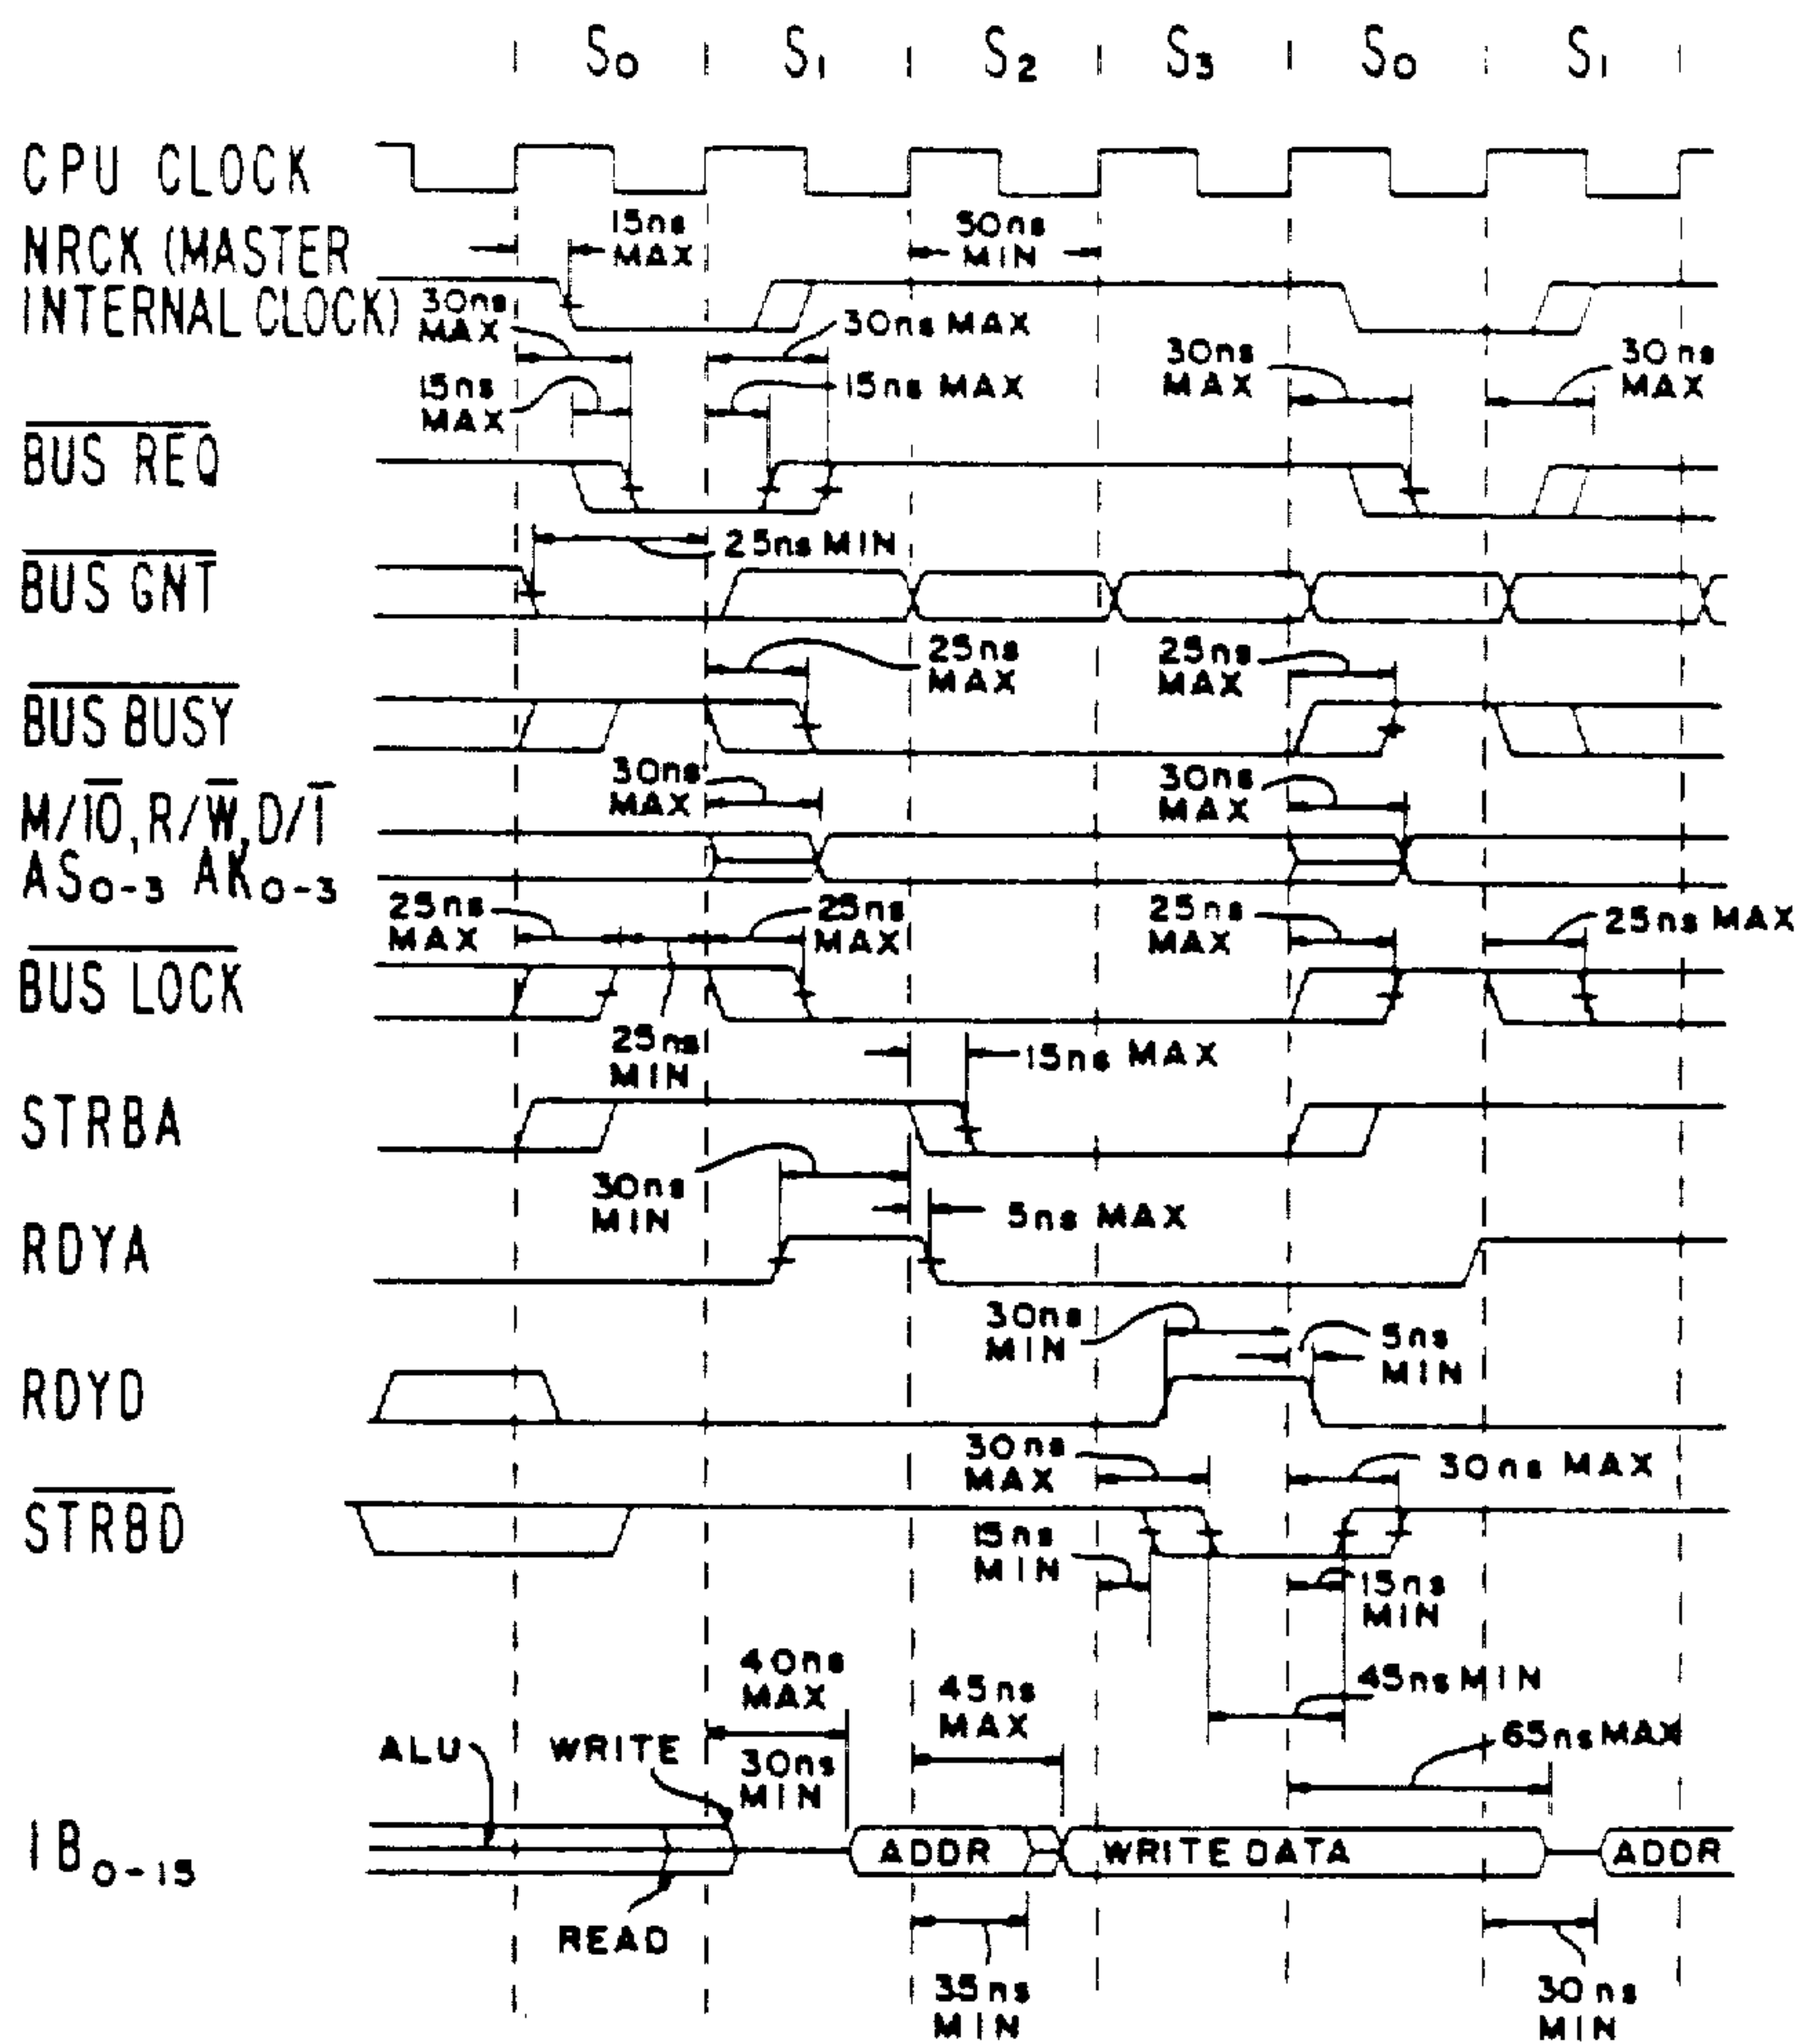 S0 S1 S2 S3 S0 S1
CPU CLOCK
NRCK (MASTER
INTERNAL CLOCK)
15ns
MAX
50ns
MIN
30ns
MAX
30ns MAX
15ns
MAX
15ns MAX
30ns
MAX
30ns
MAX
BUS REQ
25ns MIN
BUS GNT
25ns
MAX
25ns
MAX
BUS BUSY
30ns
MAX
30ns
MAX
M/IO, R/W, D/I
AS0-3 AK0-3
25ns
MAX
25ns
MAX
25ns
MAX
25ns MAX
BUS LOCK
25ns
MIN
15ns MAX
STRBA
30ns
MIN
5ns MAX
RDYA
30ns
MIN
5ns
MIN
RDYD
30ns
MAX
30ns MAX
STRBD
15ns
MIN
15ns
MIN
40ns
MAX
30ns
MIN
45ns
MAX
45ns MIN
65ns MAX
ALU
WRITE
IB0-15
ADDR
WRITE DATA
ADDR
READ
35ns
MIN
30ns
MIN